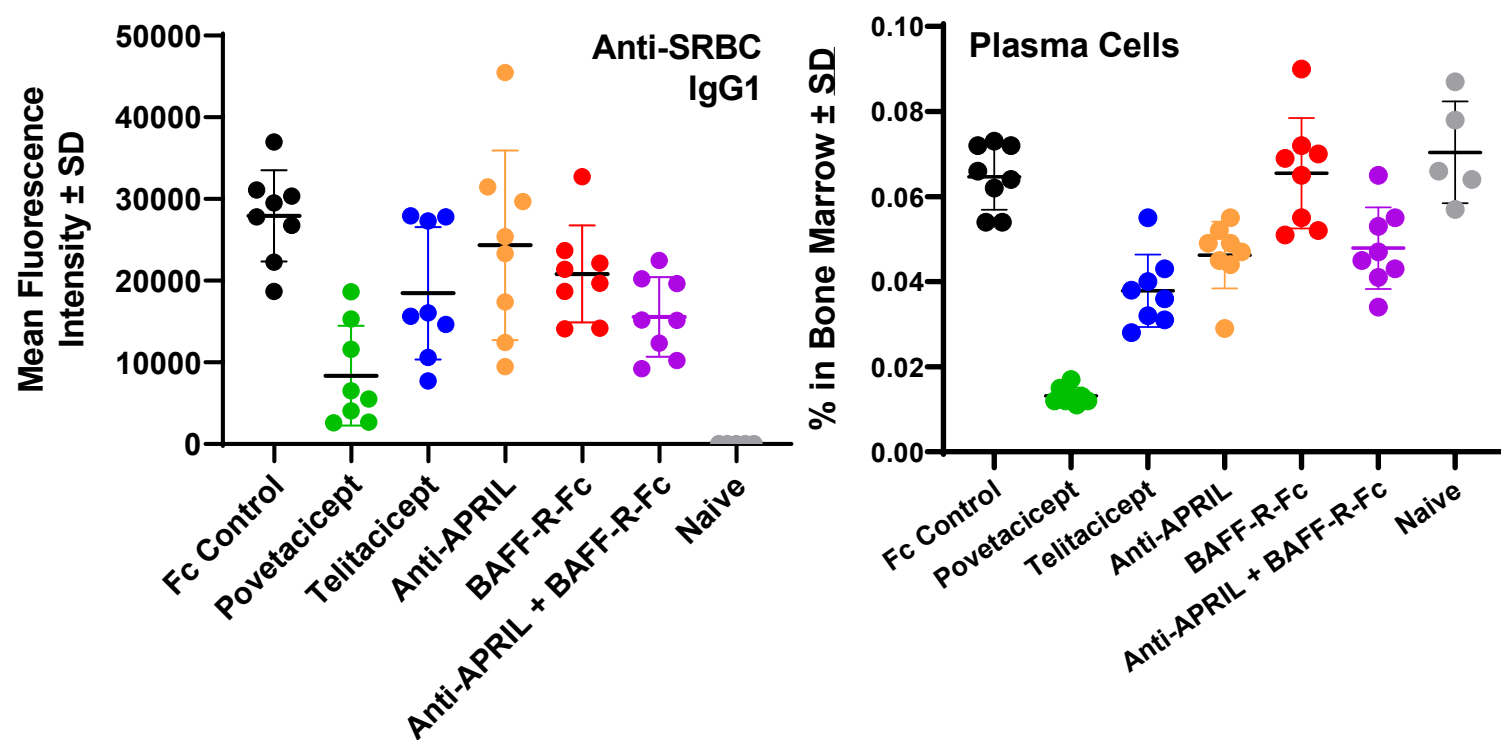 Anti-SRBC
IgG1
Mean Fluorescence
Intensity ± SD
50000
40000
30000
20000
10000
0
Fc Control
Povetacicept
Telitacicept
Anti-APRIL
BAFF-R-Fc
Anti-APRIL + BAFF-R-Fc
Naive
Plasma Cells
% in Bone Marrow ± SD
0.10
0.08
0.06
0.04
0.02
0.00
Fc Control
Povetacicept
Telitacicept
Anti-APRIL
BAFF-R-Fc
Anti-APRIL + BAFF-R-Fc
Naive